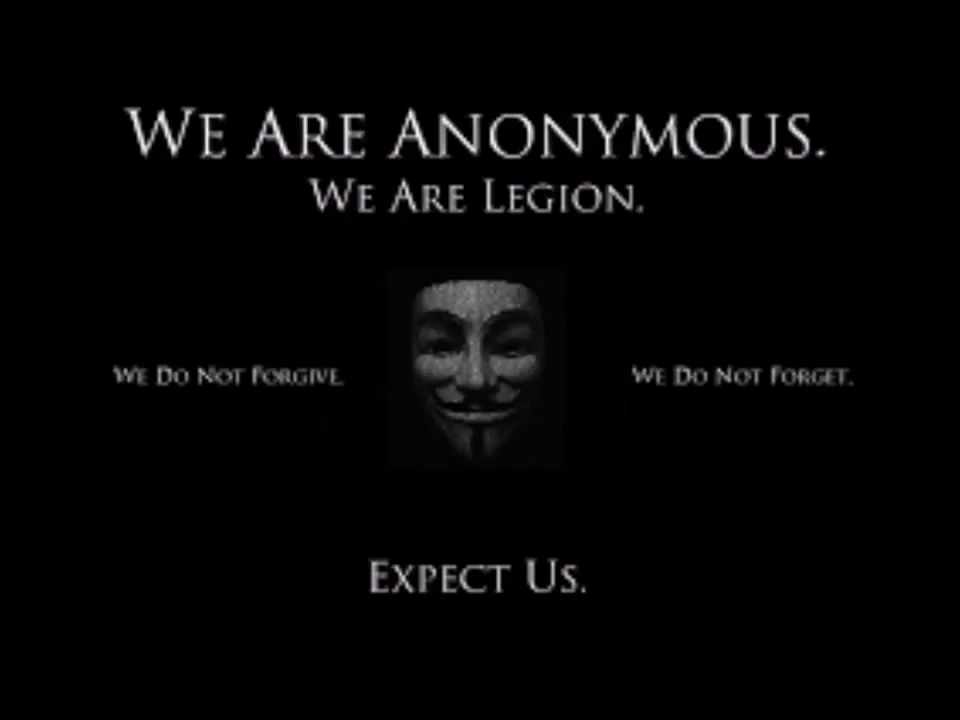 We Are Anonymous.
We Are Legion.
We Do Not Forgive.
We Do Not Forget.
Expect Us.